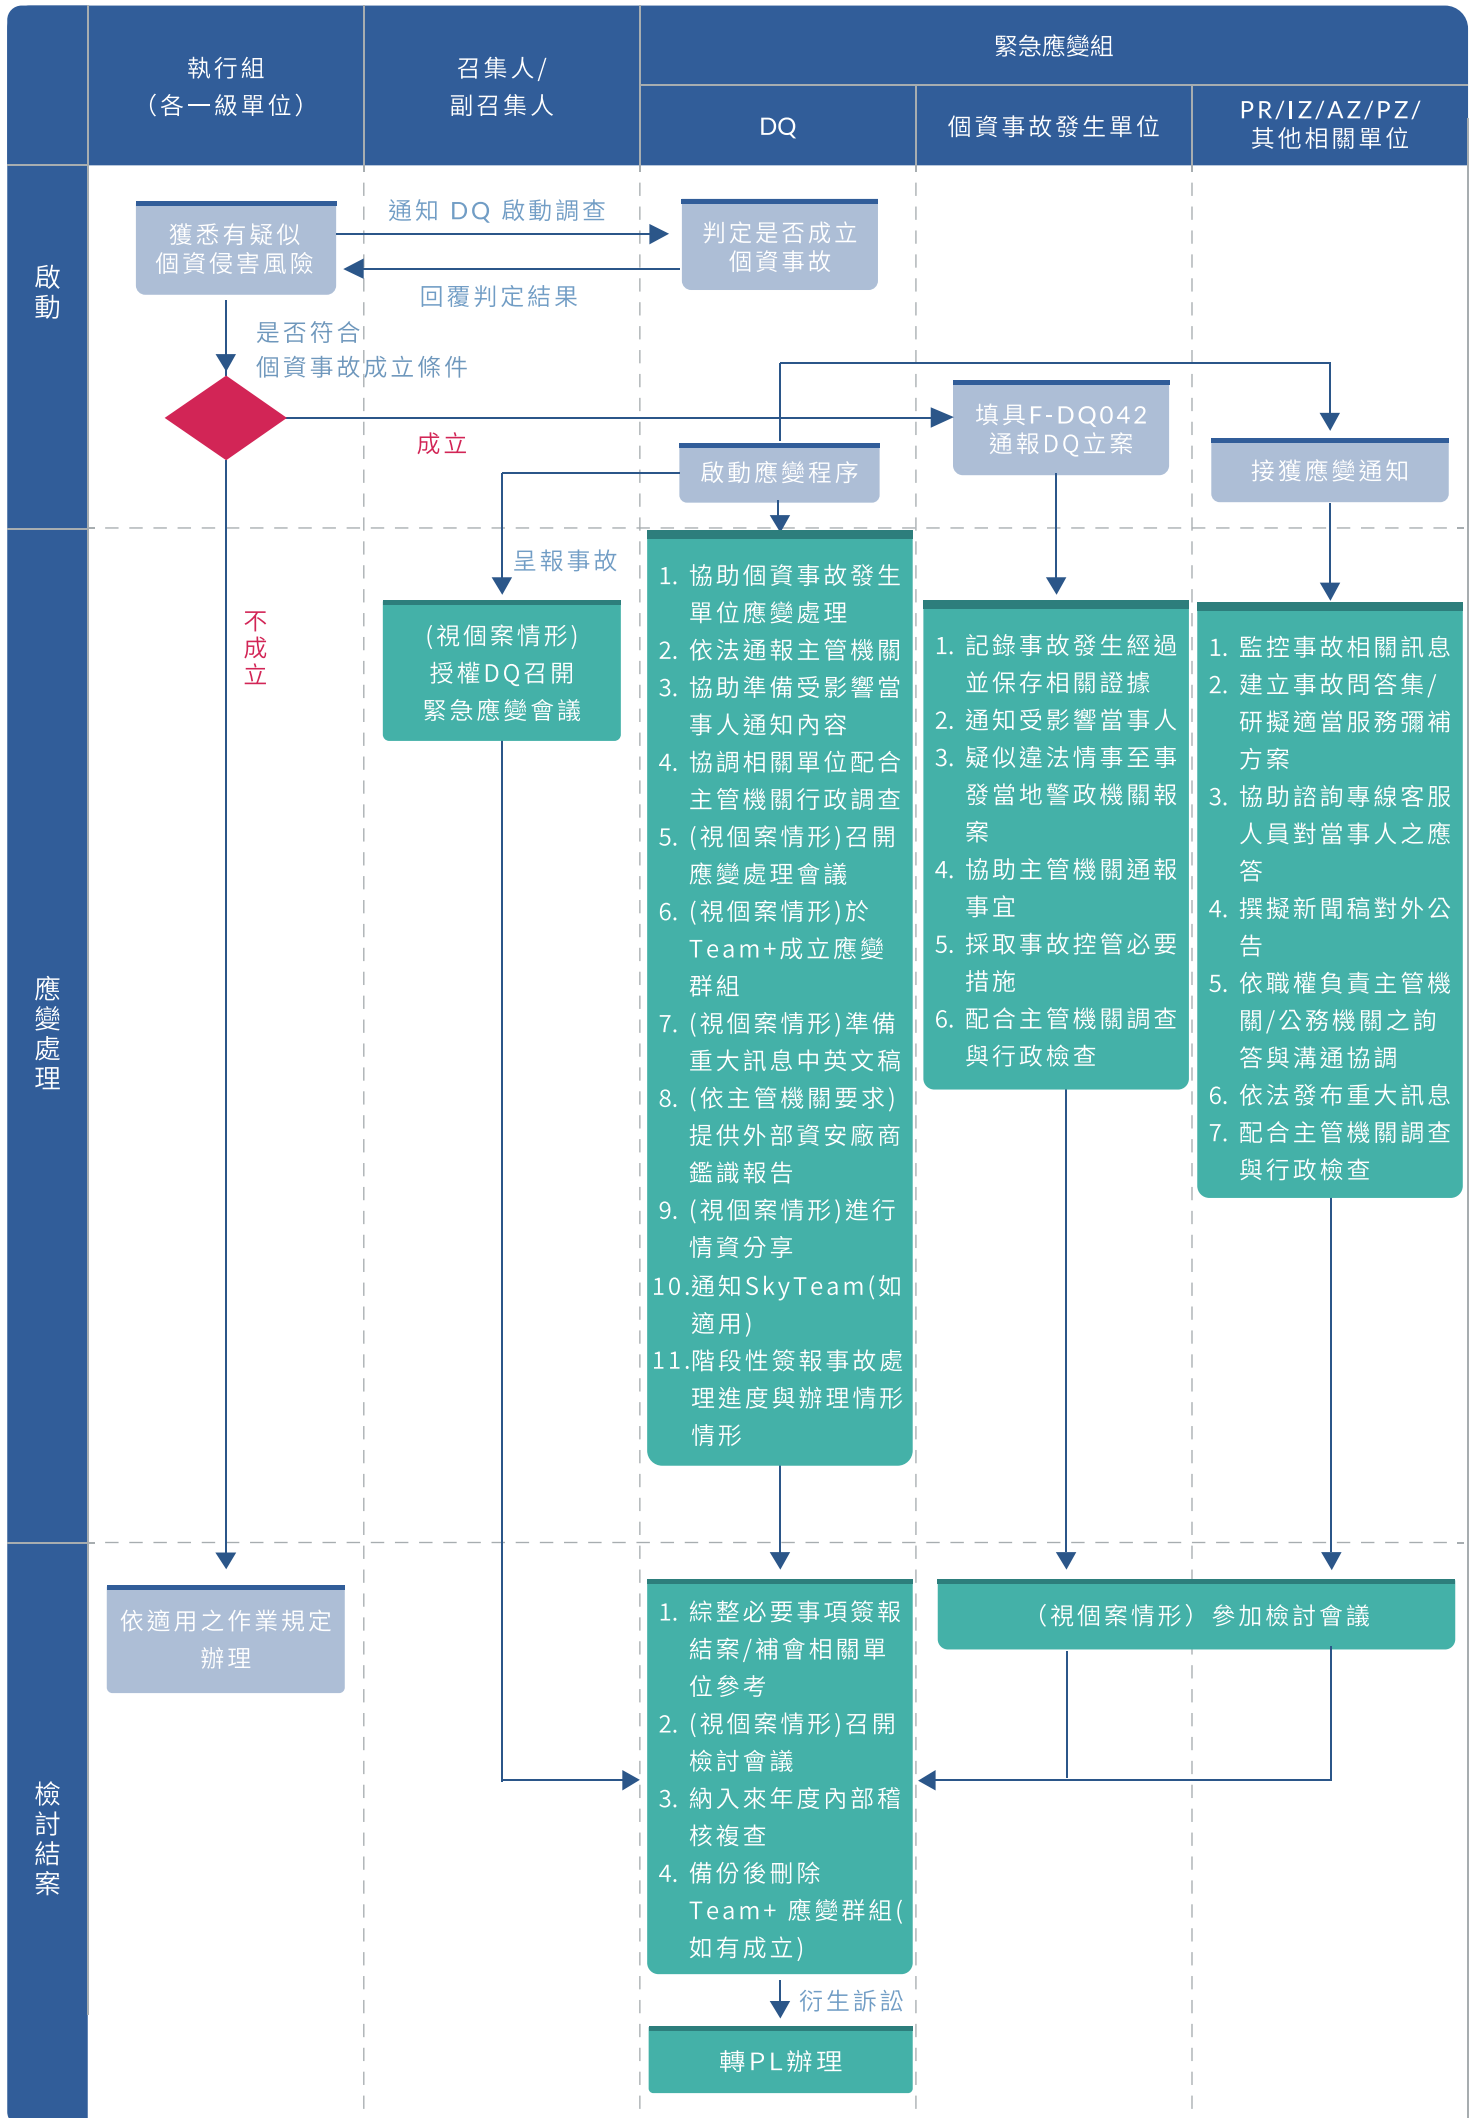 執行組
（各一級單位）
召集人/
副召集人
緊急應變組
DQ
個資事故發生單位
PR/IZ/AZ/PZ/
其他相關單位
啟動
獲悉有疑似
個資侵害風險
通知 DQ 啟動調查
回覆判定結果
判定是否成立
個資事故
是否符合
個資事故成立條件
成立
不成立
填具F-DQ042
通報DQ立案
啟動應變程序
接獲應變通知
應變處理
呈報事故
(視個案情形)
授權DQ召開
緊急應變會議
1. 協助個資事故發生
單位應變處理
2. 依法通報主管機關
3. 協助準備受影響當
事人通知內容
4. 協調相關單位配合
主管機關行政調查
5. (視個案情形)召開
應變處理會議
6. (視個案情形)於
Team+成立應變
群組
7. (視個案情形)準備
重大訊息中英文稿
8. (依主管機關要求)
提供外部資安廠商
鑑識報告
9. (視個案情形)進行
情資分享
10.通知SkyTeam(如
適用)
11.階段性簽報事故處
理進度與辦理情形
情形
1. 記錄事故發生經過
並保存相關證據
2. 通知受影響當事人
3. 疑似違法情事至事
發當地警政機關報
案
4. 協助主管機關通報
事宜
5. 採取事故控管必要
措施
6. 配合主管機關調查
與行政檢查
1. 監控事故相關訊息
2. 建立事故問答集/
研擬適當服務彌補
方案
3. 協助諮詢專線客服
人員對當事人之應
答
4. 撰擬新聞稿對外公
告
5. 依職權負責主管機
關/公務機關之詢
答與溝通協調
6. 依法發布重大訊息
7. 配合主管機關調查
與行政檢查
檢討結案
依適用之作業規定
辦理
1. 綜整必要事項簽報
結案/補會相關單
位參考
2. (視個案情形)召開
檢討會議
3. 納入來年度內部稽
核複查
4. 備份後刪除
Team+ 應變群組(
如有成立)
（視個案情形）參加檢討會議
衍生訴訟
轉PL辦理